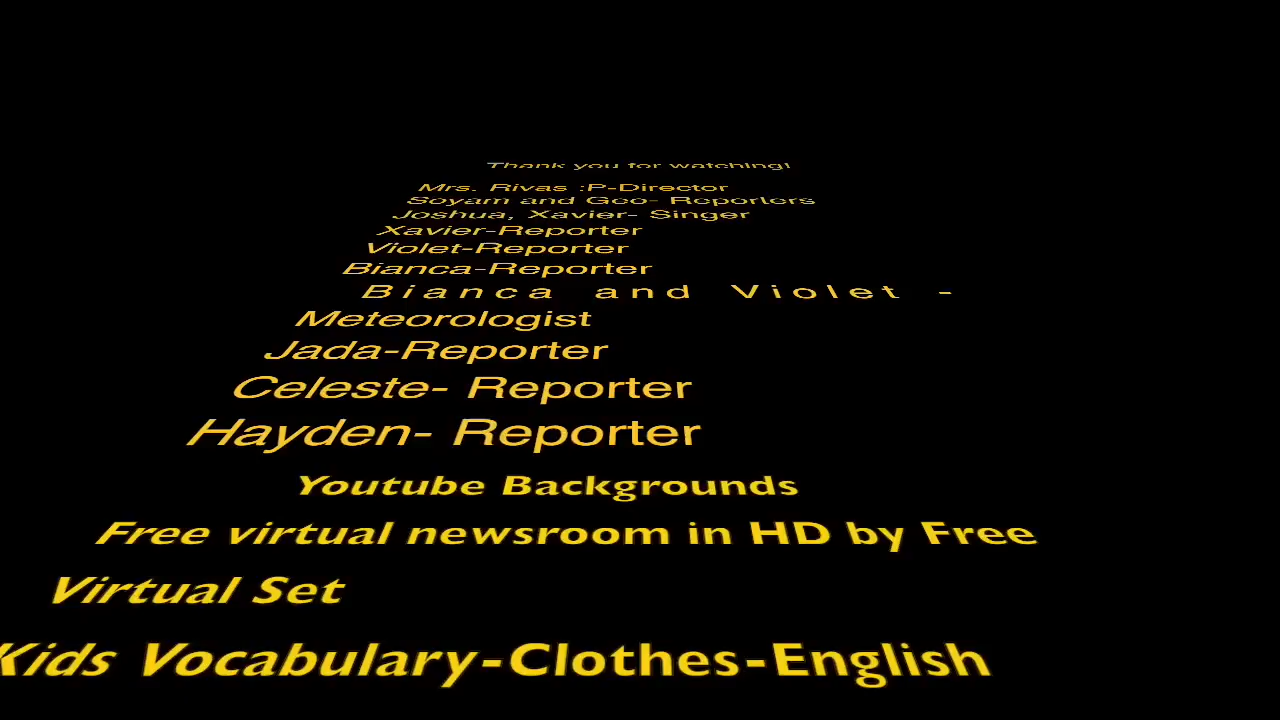 Thank you for watching!
Mrs. Rivas :P-Director
Soyam and Geo- Reporters
Joshua, Xavier- Singer
Xavier-Reporter
Violet-Reporter
Bianca-Reporter
Bianca and Violet -
Meteorologist
Jada-Reporter
Celeste- Reporter
Hayden- Reporter
Youtube Backgrounds
Free virtual newsroom in HD by Free
Virtual Set
Kids Vocabulary-Clothes-English